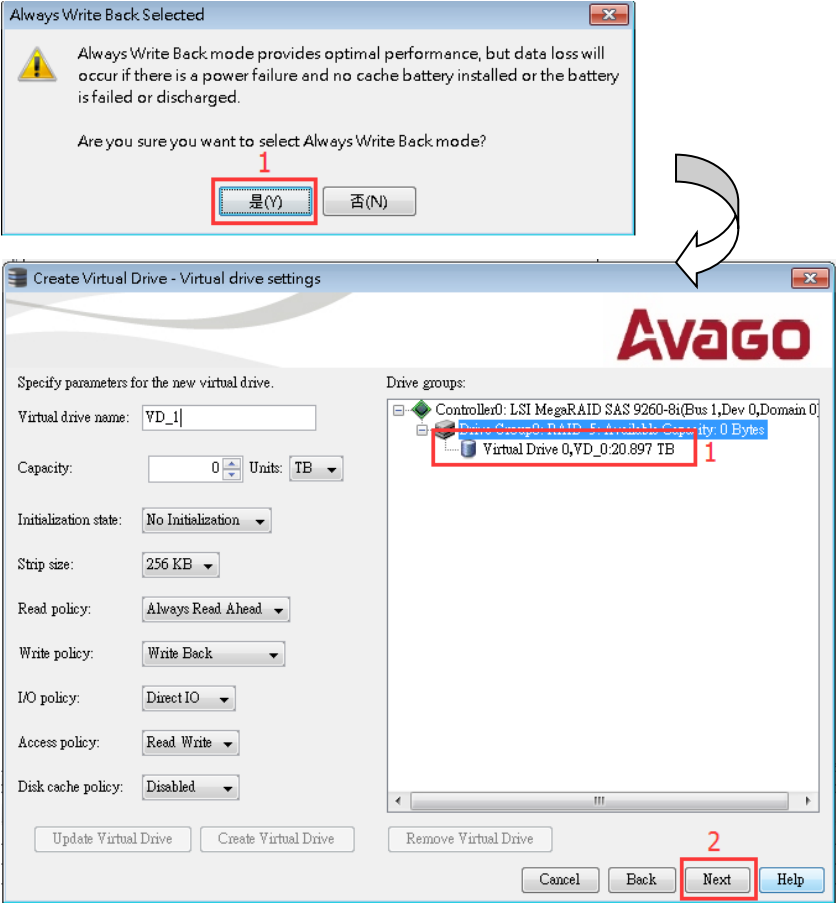 Always Write Back Selected
Always Write Back mode provides optimal performance, but data loss will
occur if there is a power failure and no cache battery installed or the battery
is failed or discharged.
Are you sure you want to select Always Write Back mode?
1
是(Y)
否(N)
Create Virtual Drive - Virtual drive settings
AVAGO
Specify parameters for the new virtual drive.
Drive groups:
Virtual drive name:
VD_1
Controller0: LSI MegaRAID SAS 9260-8i(Bus 1,Dev 0,Domain 0)
Drive Group0: RAID 5: Available Capacity: 0 Bytes
Virtual Drive 0,VD_0:20.897 TB
1
Capacity:
0
Units:
TB
Initialization state:
No Initialization
Strip size:
256 KB
Read policy:
Always Read Ahead
Write policy:
Write Back
I/O policy:
Direct IO
Access policy:
Read Write
Disk cache policy:
Disabled
Update Virtual Drive
Create Virtual Drive
Remove Virtual Drive
2
Cancel
Back
Next
Help